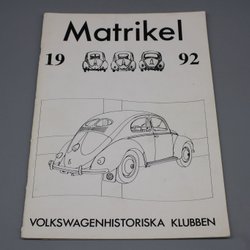 Matrikel
19 92
VOLKSWAGENHISTORISKA KLUBBEN